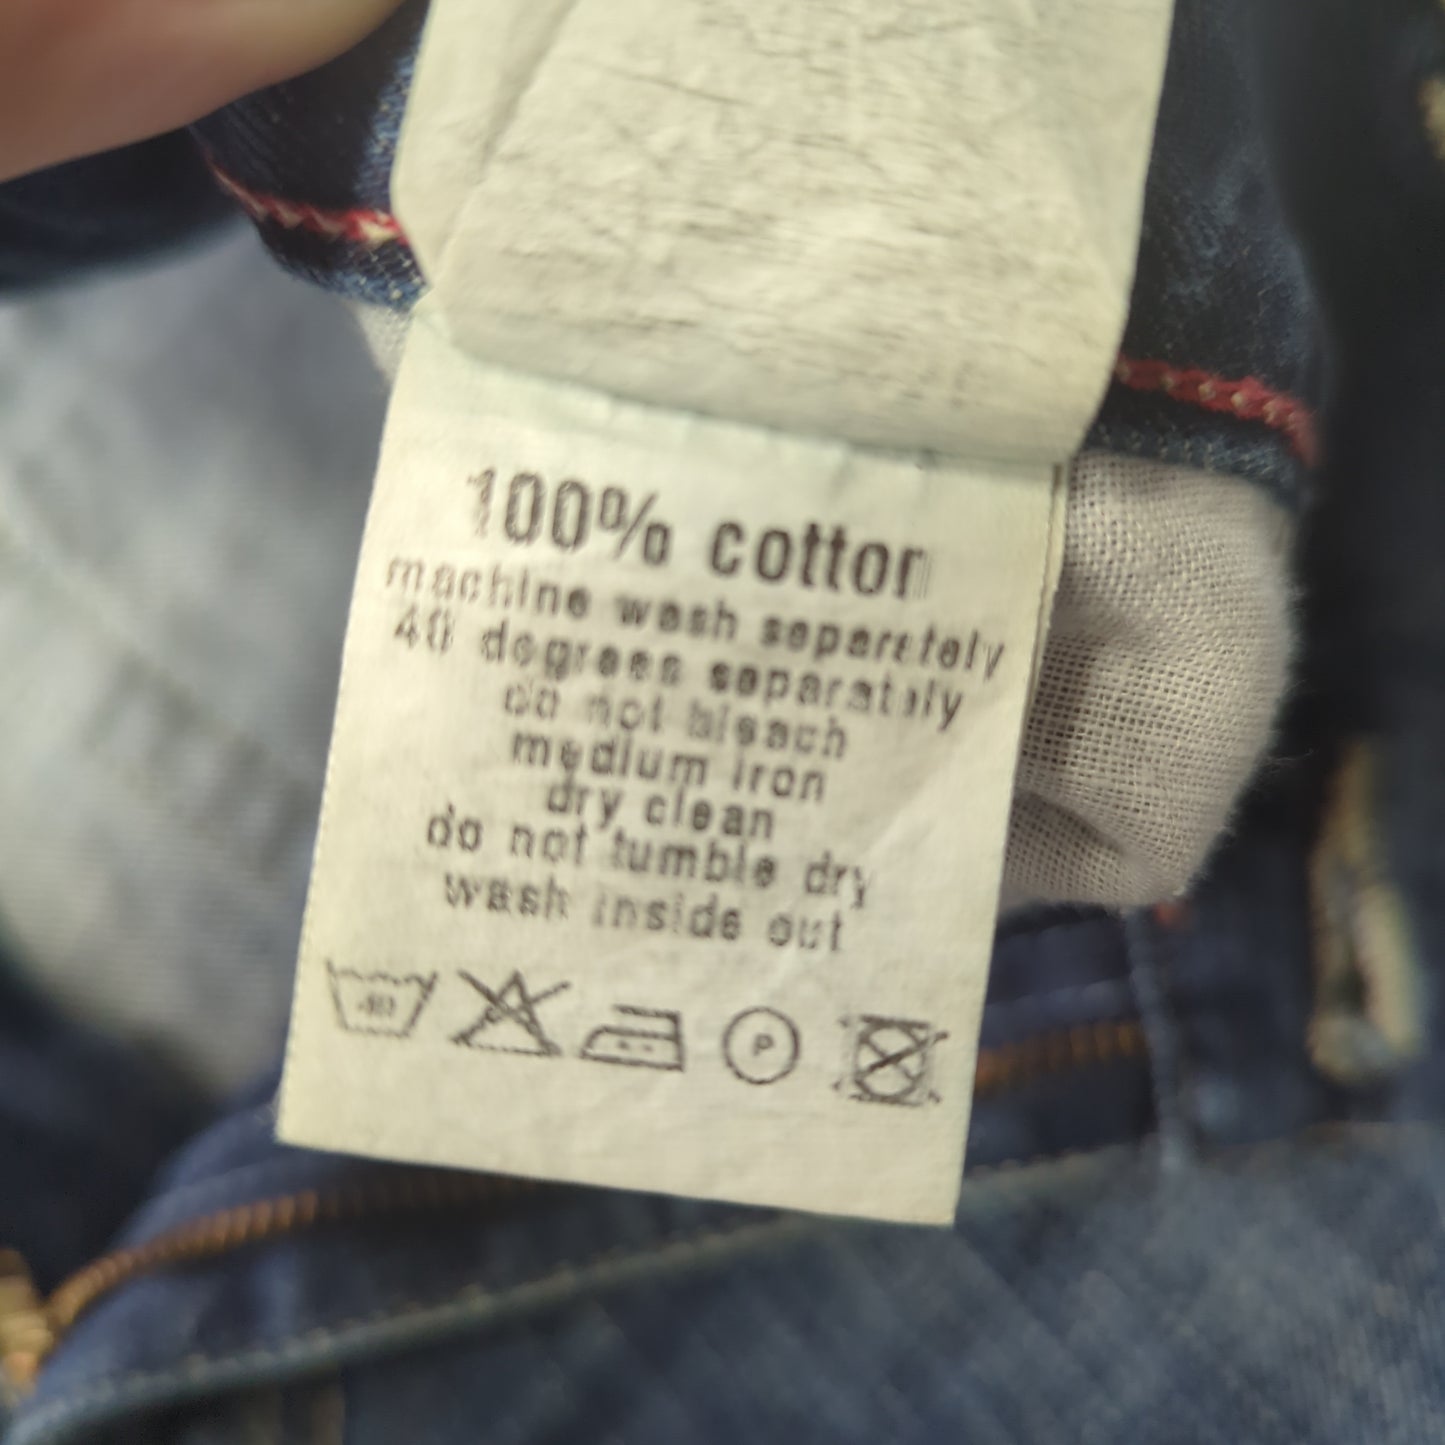 100% cotton
machine wash separately
40 degrees separately
do not bleach
medium iron
dry clean
do not tumble dry
wash inside out
40 P